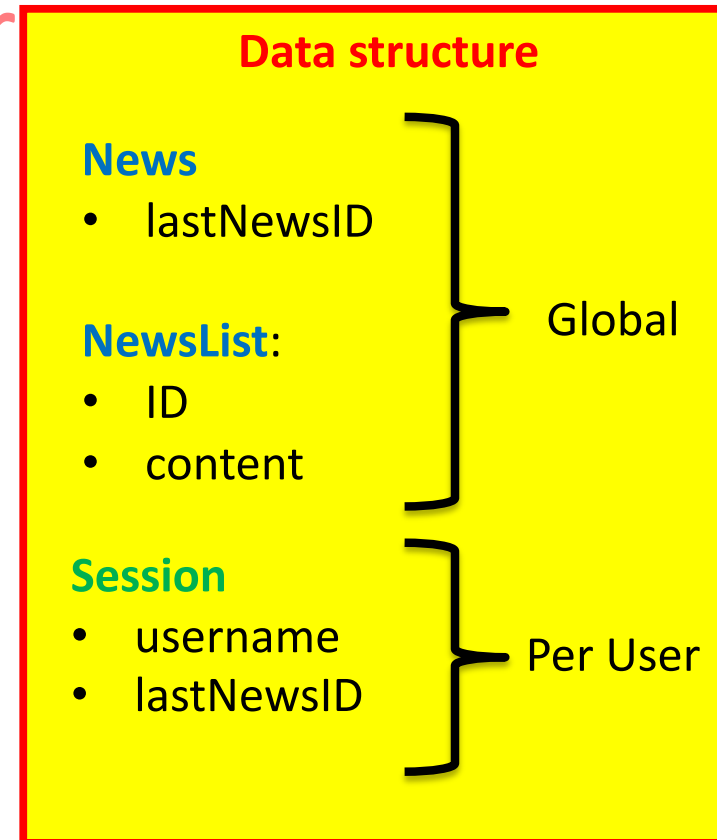 Data structure
News
• lastNewsID
Global
NewsList:
• ID
• content
Session
• username
Per User
• lastNewsID